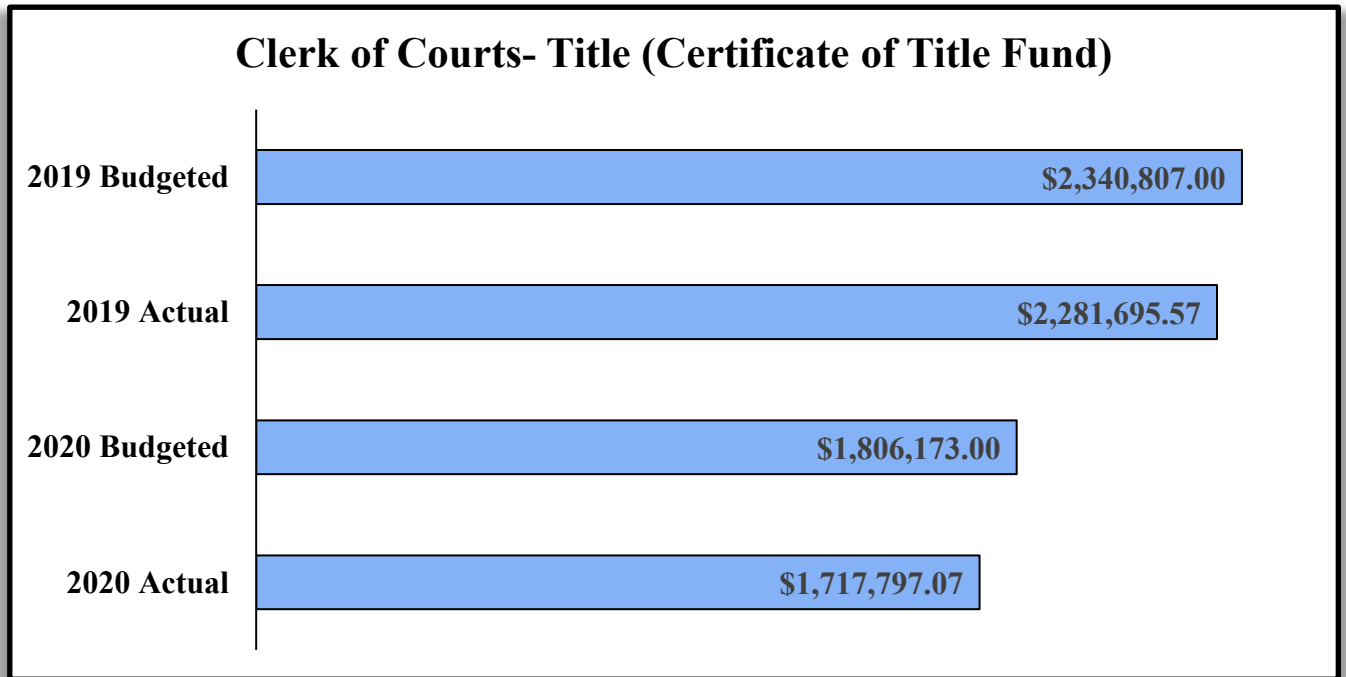 Clerk of Courts- Title (Certificate of Title Fund)
2019 Budgeted
$2,340,807.00
2019 Actual
$2,281,695.57
2020 Budgeted
$1,806,173.00
2020 Actual
$1,717,797.07